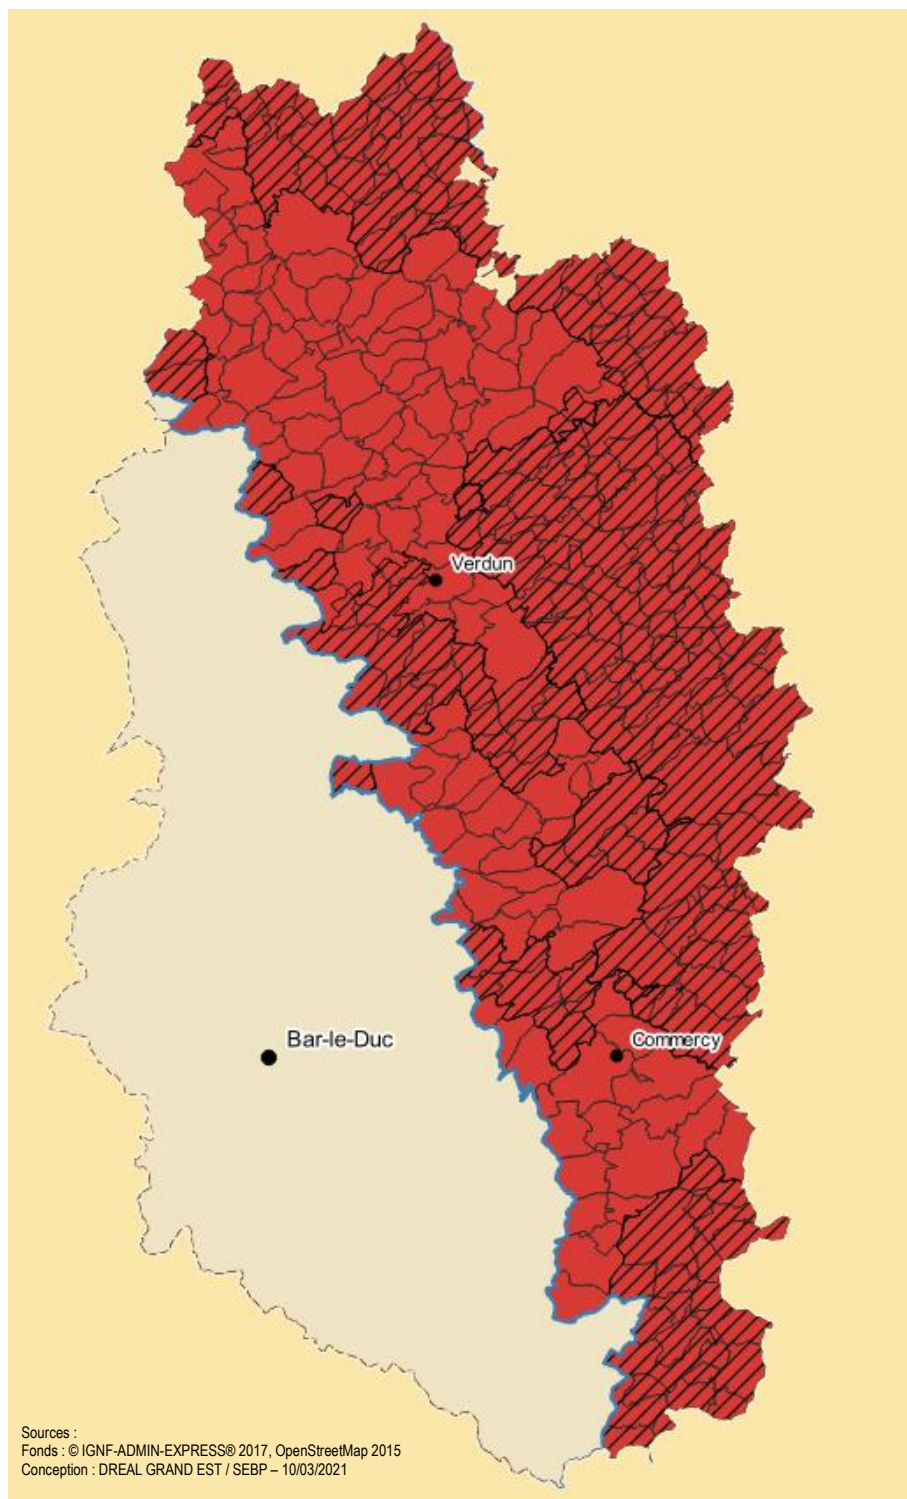 Verdun
Bar-le-Duc
Commercy
Sources :
Fonds : © IGNF-ADMIN-EXPRESS® 2017, OpenStreetMap 2015
Conception : DREAL GRAND EST / SEBP – 10/03/2021